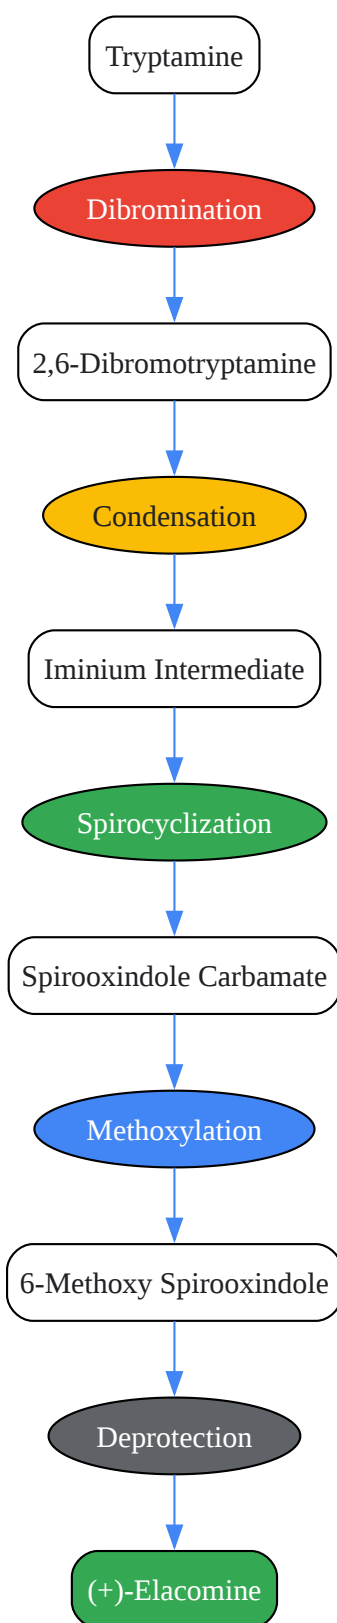 Tryptamine
Dibromination
2,6-Dibromotryptamine
Condensation
Iminium Intermediate
Spirocyclization
Spirooxindole Carbamate
Methoxylation
6-Methoxy Spirooxindole
Deprotection
(+)-Elacomine